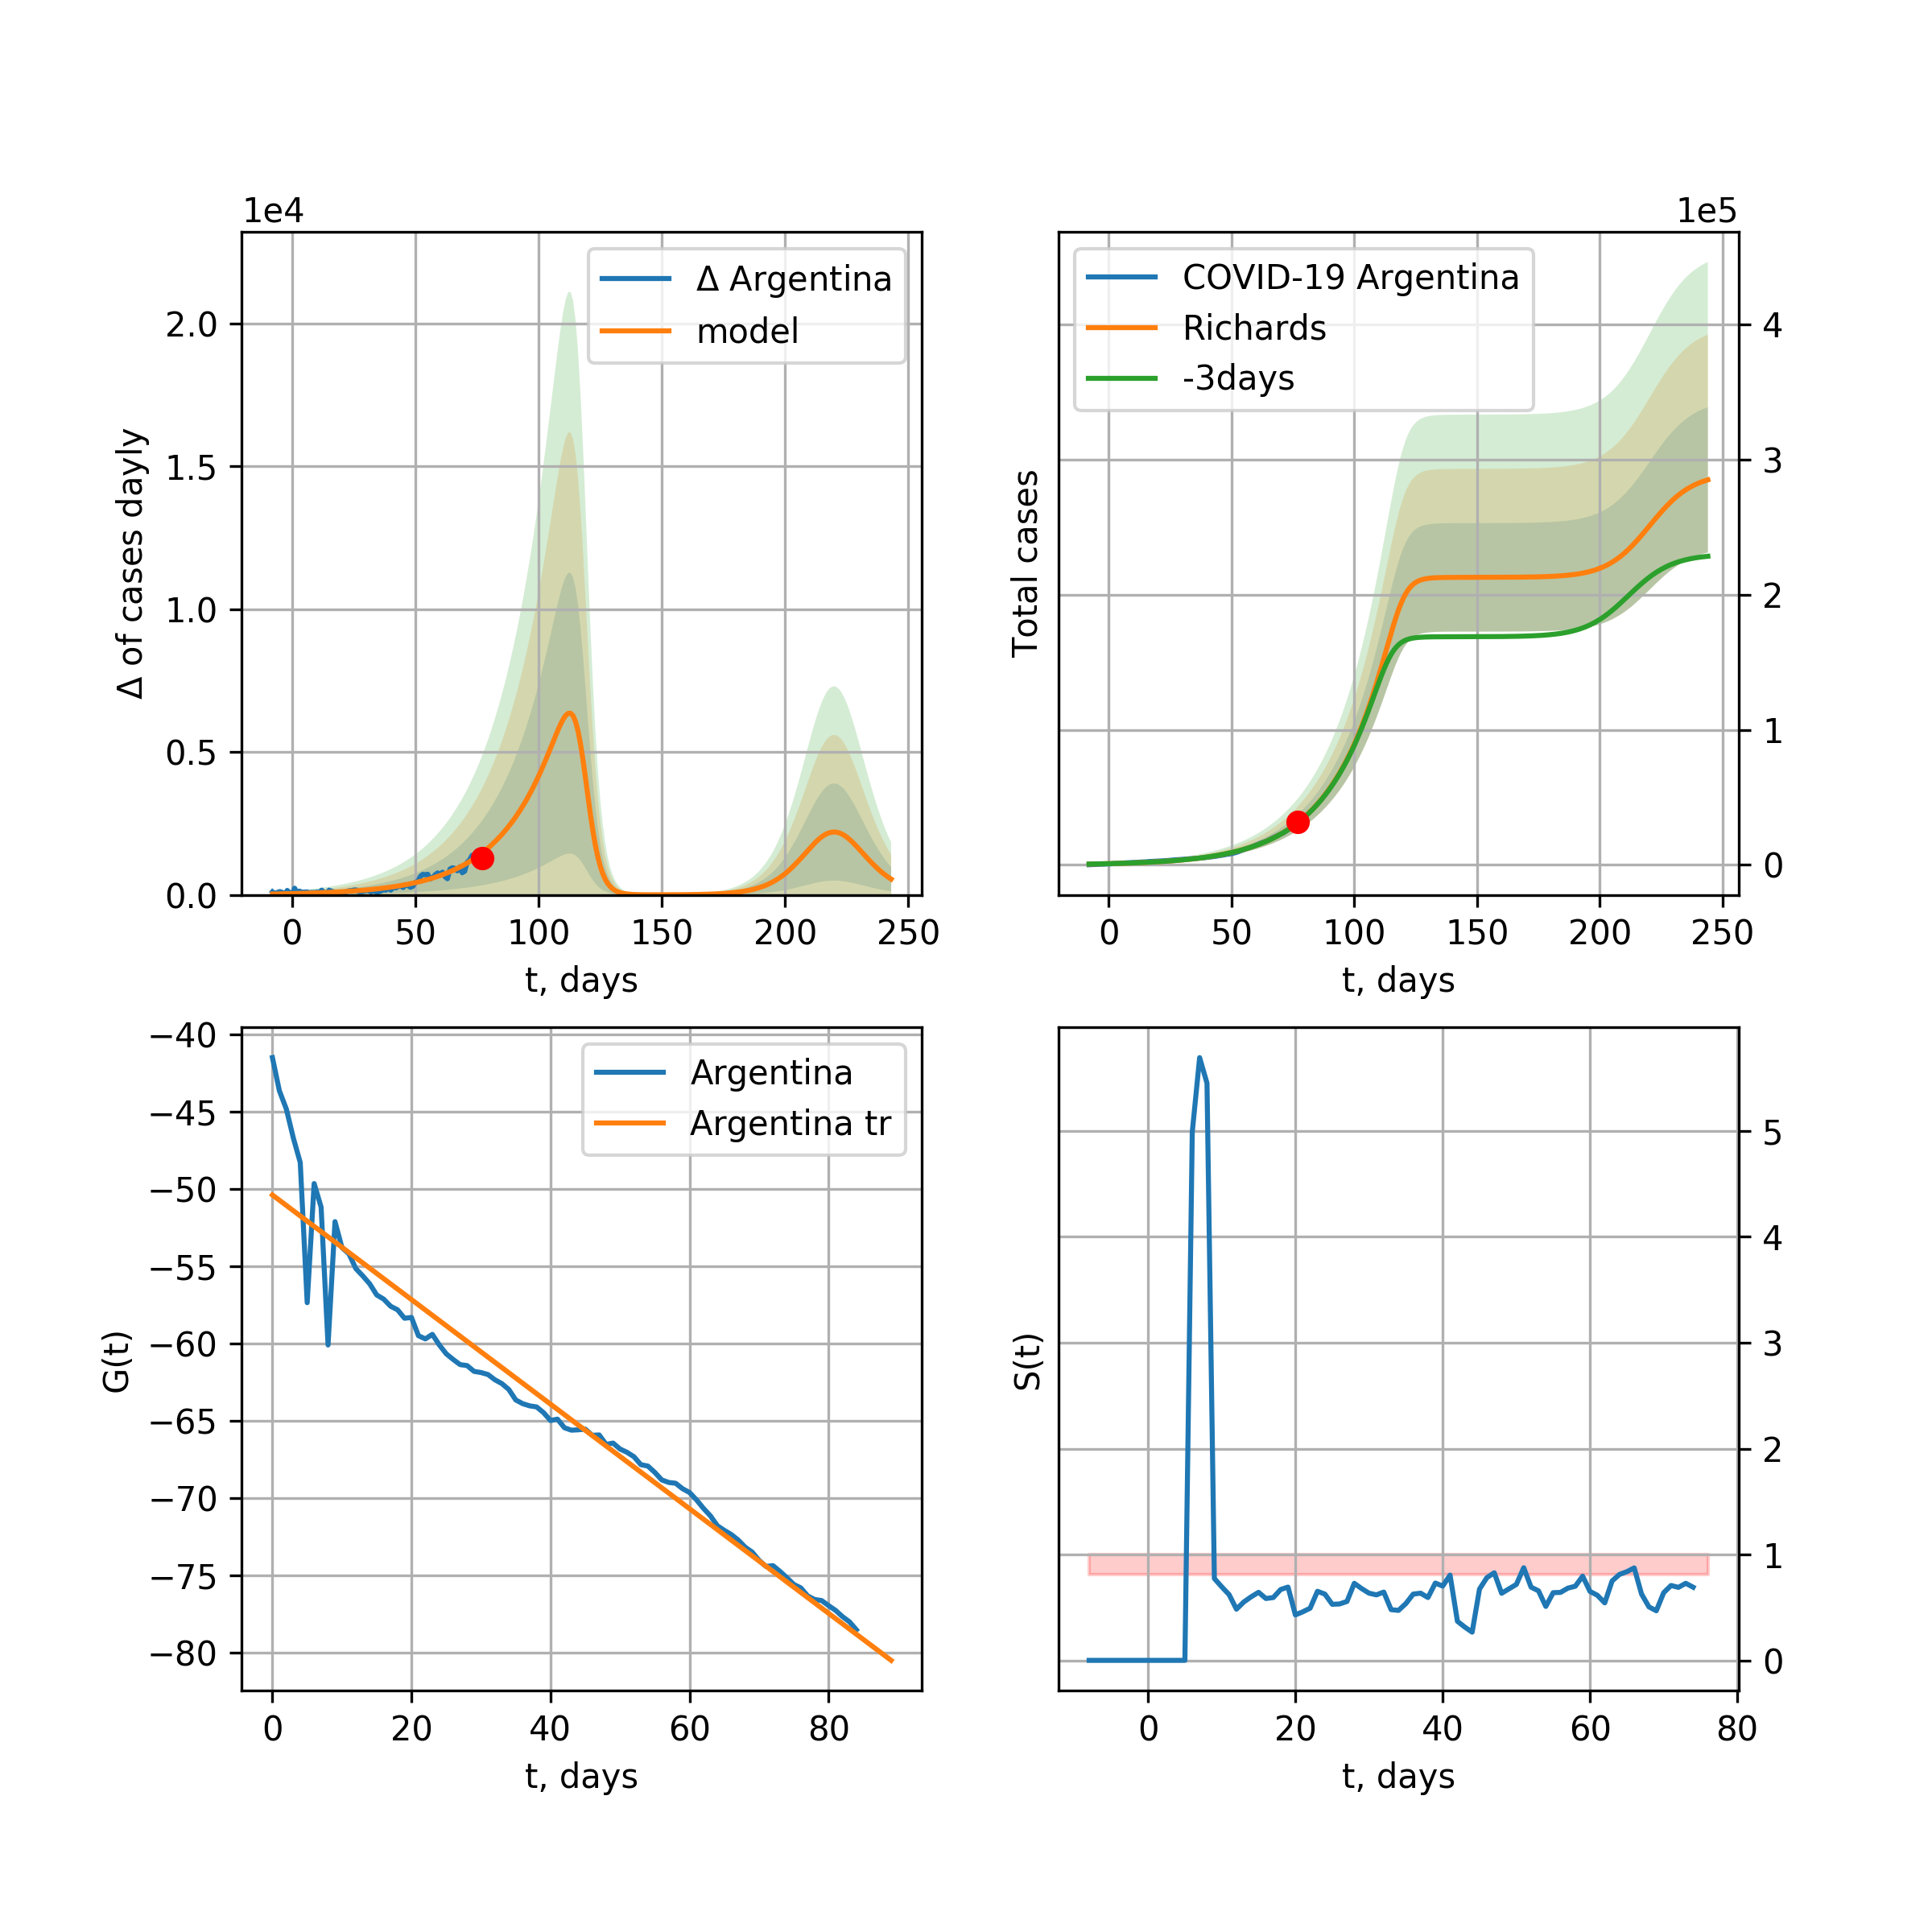 1e4
Δ Argentina
model
2.0
1.5
1.0
0.5
0.0
Δ of cases dayly
0 50 100 150 200 250
t, days
1e5
COVID-19 Argentina
Richards
-3days
4
3
2
1
0
Total cases
0 50 100 150 200 250
t, days
Argentina
Argentina tr
−40
−45
−50
−55
−60
−65
−70
−75
−80
G(t)
0 20 40 60 80
t, days
5
4
3
2
1
0
S(t)
0 20 40 60 80
t, days